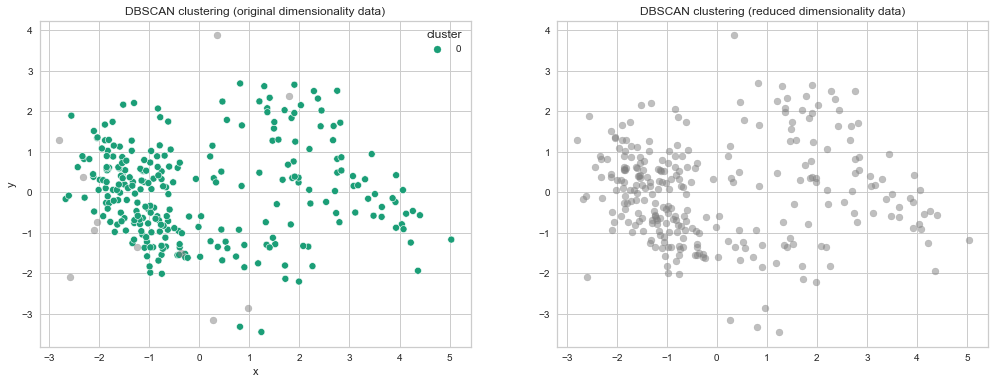 DBSCAN clustering (original dimensionality data)
cluster
0
4
3
2
1
0
−1
−2
−3
y
−3 −2 −1 0 1 2 3 4 5
x
DBSCAN clustering (reduced dimensionality data)
4
3
2
1
0
−1
−2
−3
−3 −2 −1 0 1 2 3 4 5